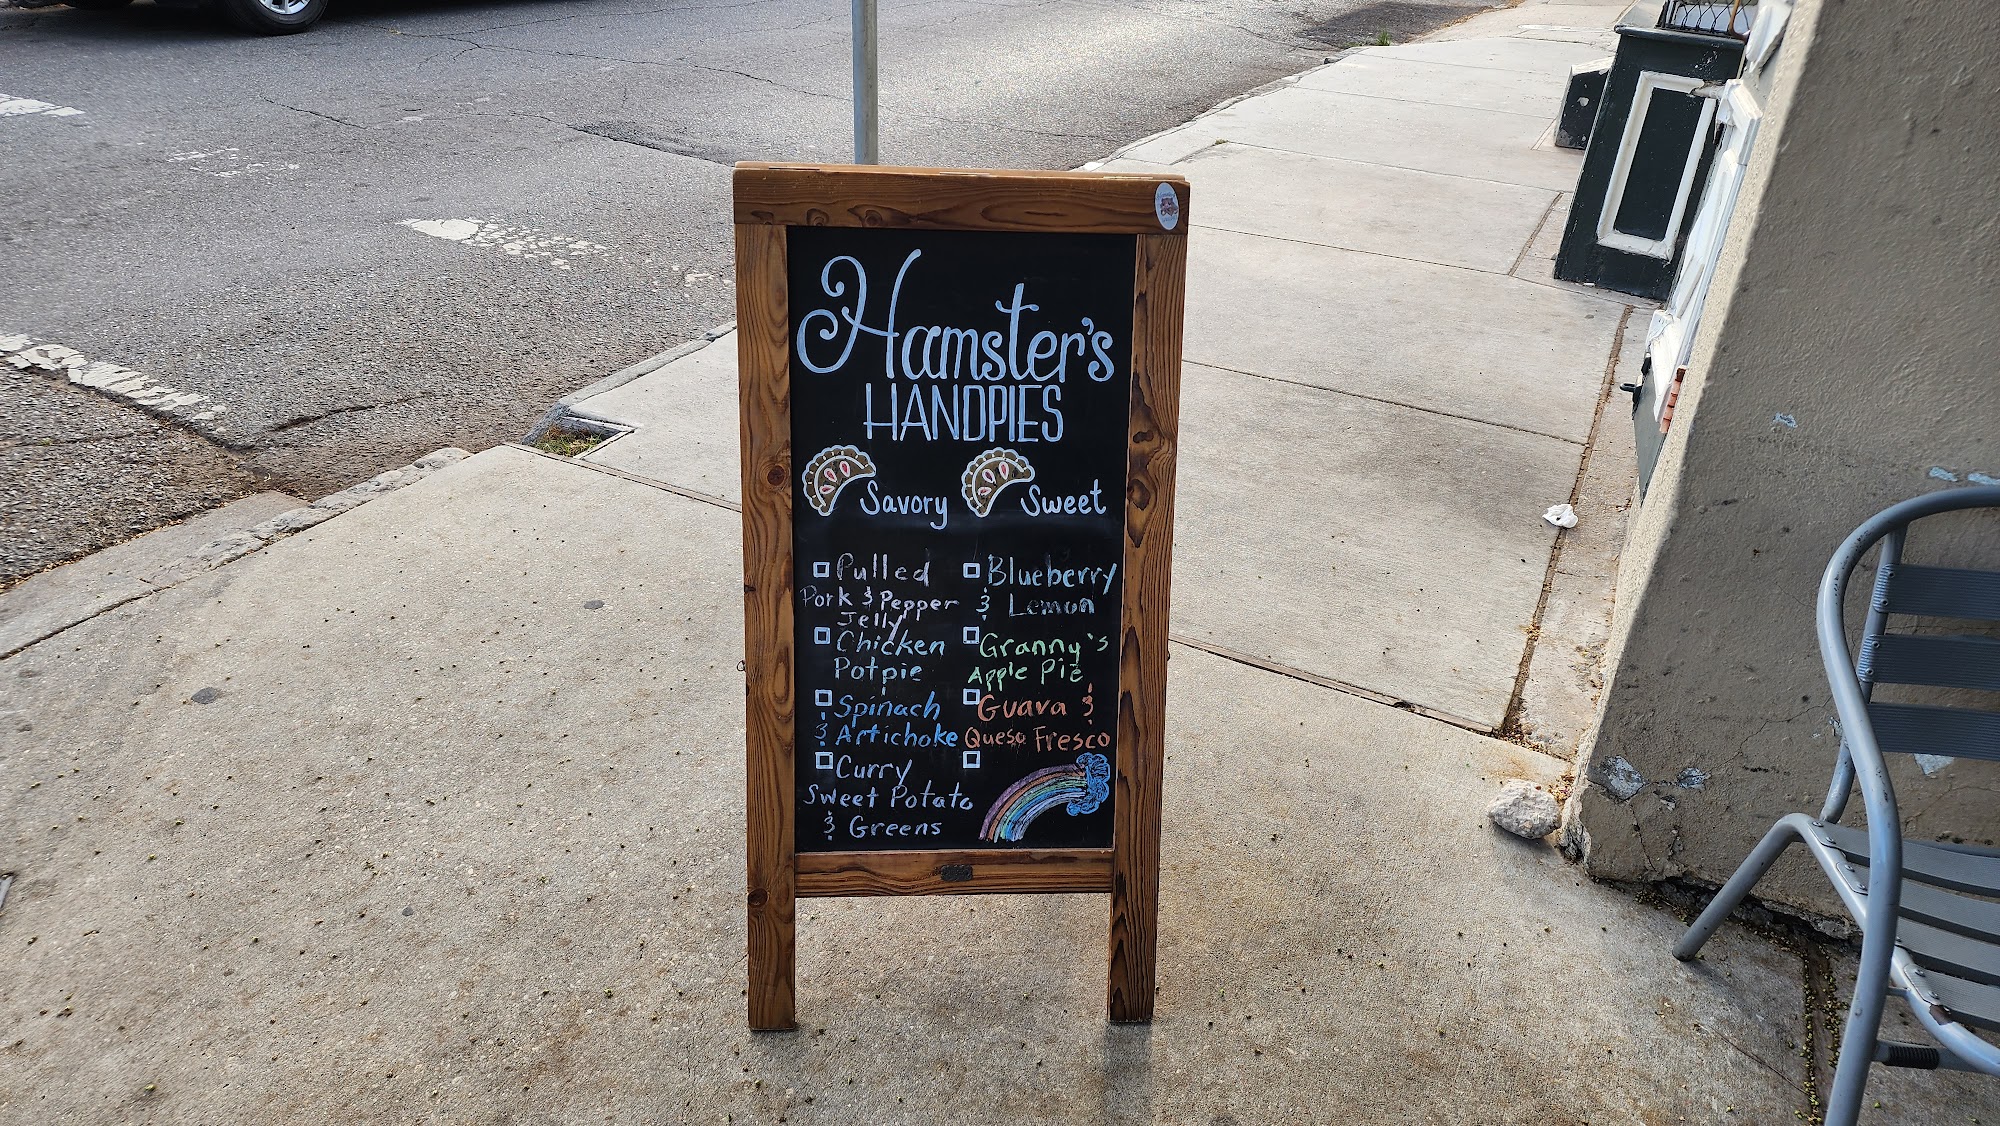 Hamster's
HANDPIES
Savory
Pulled
Pork & Pepper
Jelly
Chicken
Potpie
Spinach
& Artichoke
Curry
Sweet Potato
& Greens
Sweet
Blueberry
& Lemon
Granny's
Apple Pie
Guava &
Queso Fresco